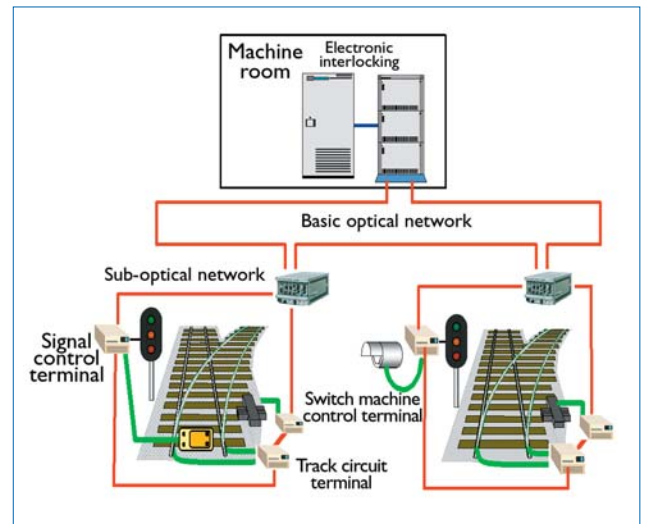 Machine
room
Electronic
interlocking
Basic optical network
Sub-optical network
Signal
control
terminal
Switch machine
control terminal
Track circuit
terminal